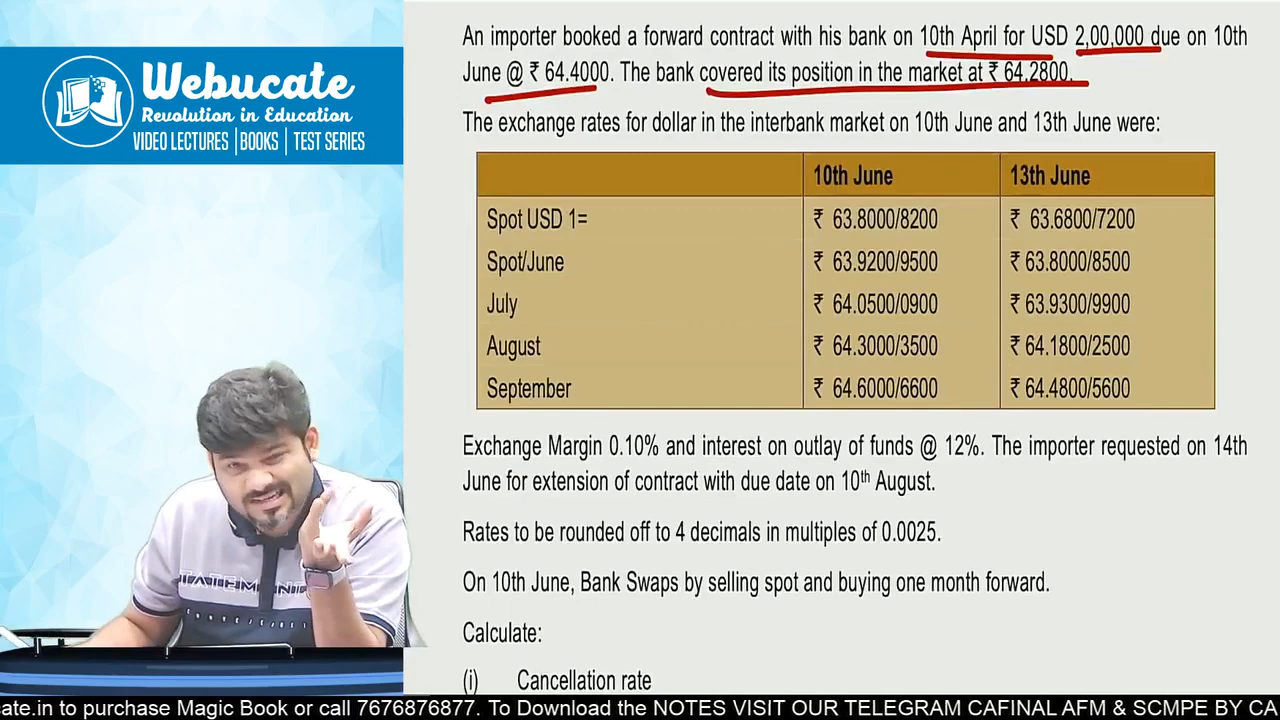 Webucate
Revolution in Education
VIDEO LECTURES | BOOKS | TEST SERIES
An importer booked a forward contract with his bank on 10th April for USD 2,00,000 due on 10th
June @ ₹ 64.4000. The bank covered its position in the market at ₹ 64.2800.
The exchange rates for dollar in the interbank market on 10th June and 13th June were:
10th June 13th June
Spot USD 1= ₹ 63.8000/8200 ₹ 63.6800/7200
Spot/June ₹ 63.9200/9500 ₹ 63.8000/8500
July ₹ 64.0500/0900 ₹ 63.9300/9900
August ₹ 64.3000/3500 ₹ 64.1800/2500
September ₹ 64.6000/6600 ₹ 64.4800/5600
Exchange Margin 0.10% and interest on outlay of funds @ 12%. The importer requested on 14th
June for extension of contract with due date on 10th August.
Rates to be rounded off to 4 decimals in multiples of 0.0025.
On 10th June, Bank Swaps by selling spot and buying one month forward.
Calculate:
(i) Cancellation rate
cate.in to purchase Magic Book or call 7676876877. To Download the NOTES VISIT OUR TELEGRAM CAFINAL AFM & SCMPE BY CA